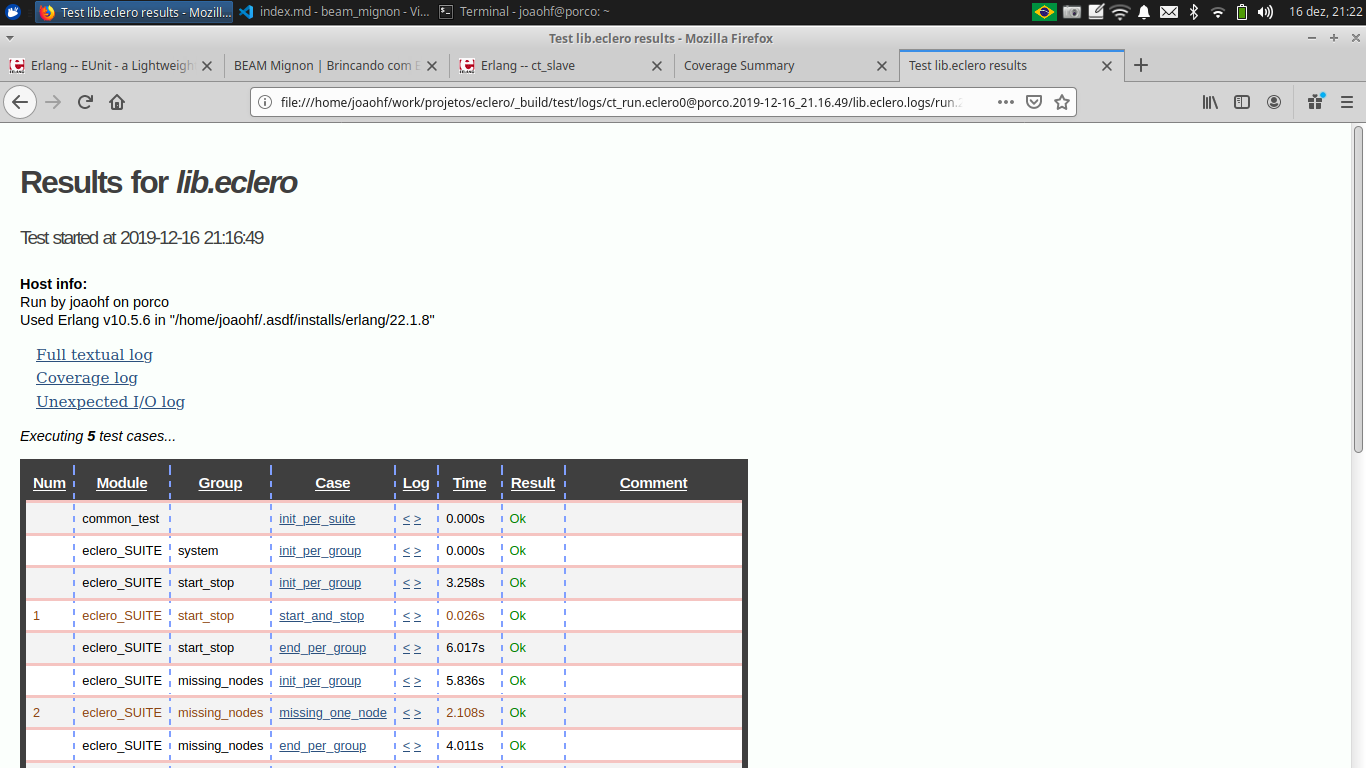 Test lib.eclero results - Mozill... index.md - beam_mignon - Vi... Terminal - joaohf@porco: ~ 16 dez, 21:22
Test lib.eclero results - Mozilla Firefox
Erlang -- EUnit - a Lightweigh BEAM Mignon | Brincando com E Erlang -- ct_slave Coverage Summary Test lib.eclero results
file:///home/joaohf/work/projetos/eclero/_build/test/logs/ct_run.eclero0@porco.2019-12-16_21.16.49/lib.eclero.logs/run.2
Results for lib.eclero
Test started at 2019-12-16 21:16:49
Host info:
Run by joaohf on porco
Used Erlang v10.5.6 in "/home/joaohf/.asdf/installs/erlang/22.1.8"
Full textual log
Coverage log
Unexpected I/O log
Executing 5 test cases...
Num Module Group Case Log Time Result Comment
common_test init_per_suite < > 0.000s Ok
eclero_SUITE system init_per_group < > 0.000s Ok
eclero_SUITE start_stop init_per_group < > 3.258s Ok
1 eclero_SUITE start_stop start_and_stop < > 0.026s Ok
eclero_SUITE start_stop end_per_group < > 6.017s Ok
eclero_SUITE missing_nodes init_per_group < > 5.836s Ok
2 eclero_SUITE missing_nodes missing_one_node < > 2.108s Ok
eclero_SUITE missing_nodes end_per_group < > 4.011s Ok